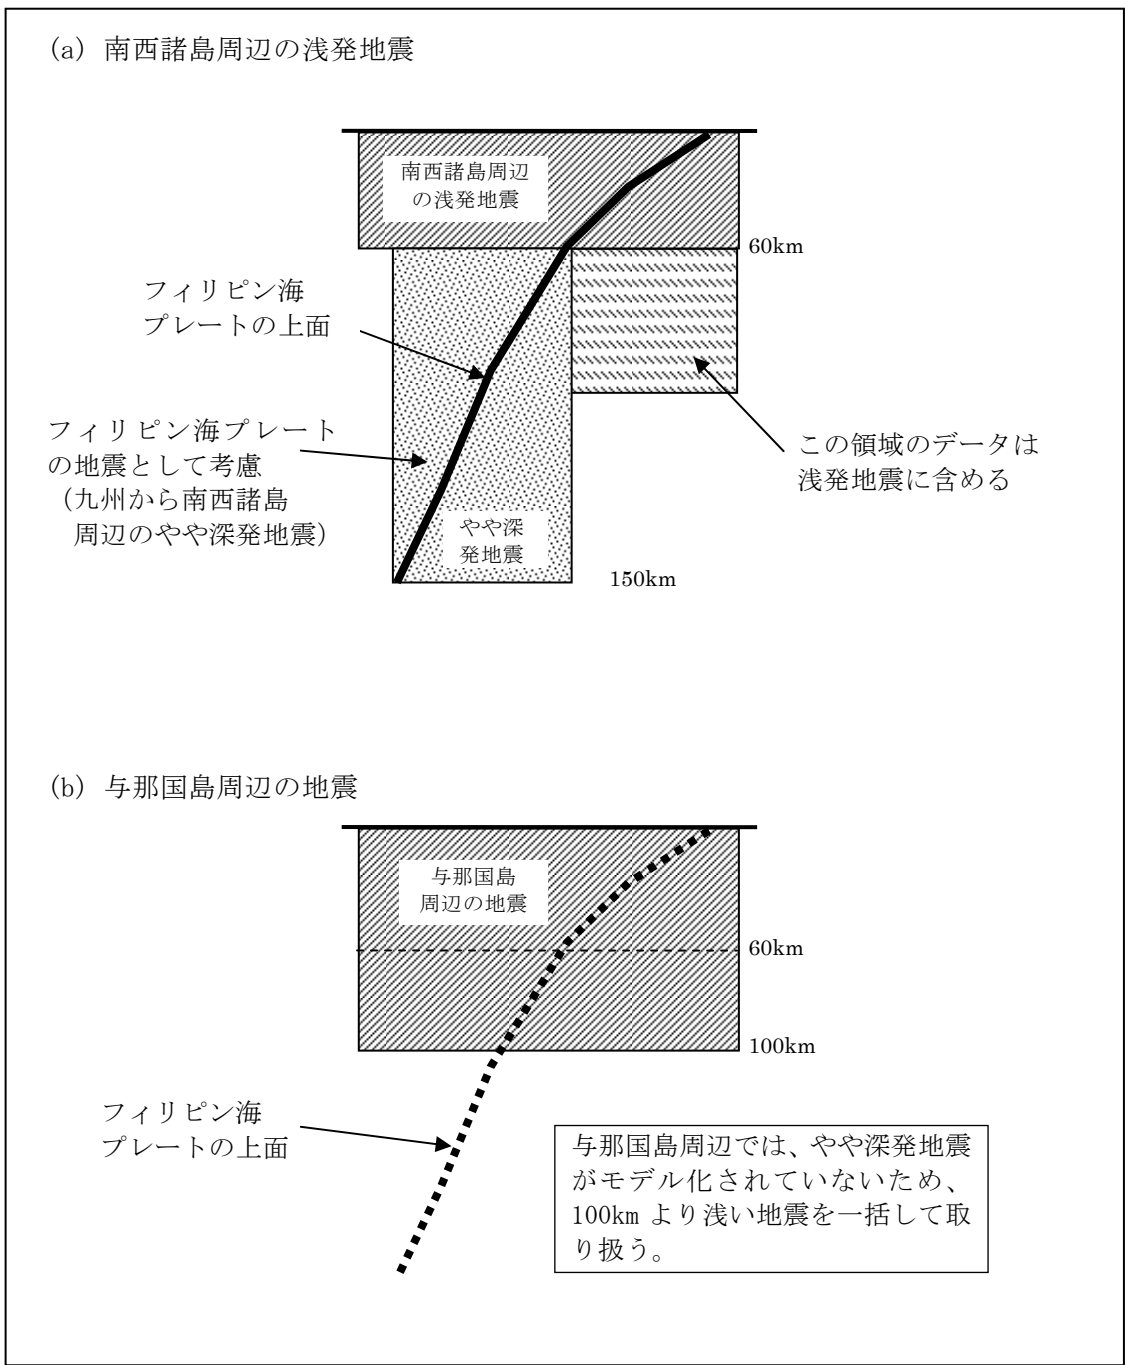 (a) 南西諸島周辺の浅発地震
南西諸島周辺
の浅発地震
60km
フィリピン海
プレートの上面
フィリピン海プレート
の地震として考慮
（九州から南西諸島
周辺のやや深発地震）
この領域のデータは
浅発地震に含める
やや深
発地震
150km
(b) 与那国島周辺の地震
与那国島
周辺の地震
60km
100km
フィリピン海
プレートの上面
与那国島周辺では、やや深発地震
がモデル化されていないため、
100km より浅い地震を一括して取
り扱う。